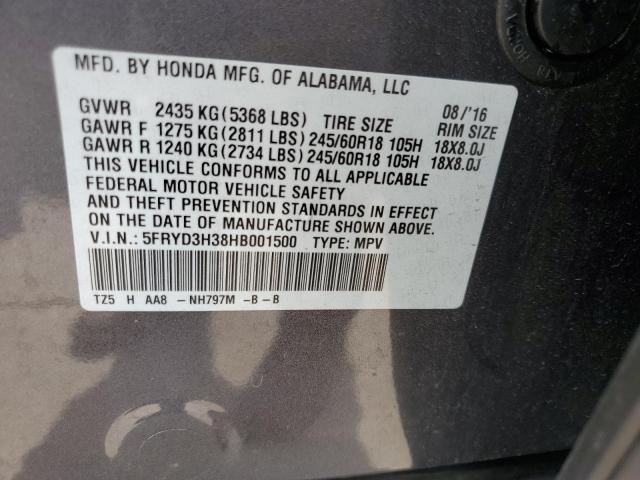 MFD. BY HONDA MFG. OF ALABAMA, LLC
GVWR 2435 KG (5368 LBS) TIRE SIZE 08/'16 RIM SIZE
GAWR F 1275 KG (2811 LBS) 245/60R18 105H 18X8.0J
GAWR R 1240 KG (2734 LBS) 245/60R18 105H 18X8.0J
THIS VEHICLE CONFORMS TO ALL APPLICABLE
FEDERAL MOTOR VEHICLE SAFETY
AND THEFT PREVENTION STANDARDS IN EFFECT
ON THE DATE OF MANUFACTURE SHOWN ABOVE.
V.I.N.: 5FRYD3H38HB001500 TYPE: MPV
TZ5 H AA8 -NH797M -B -B